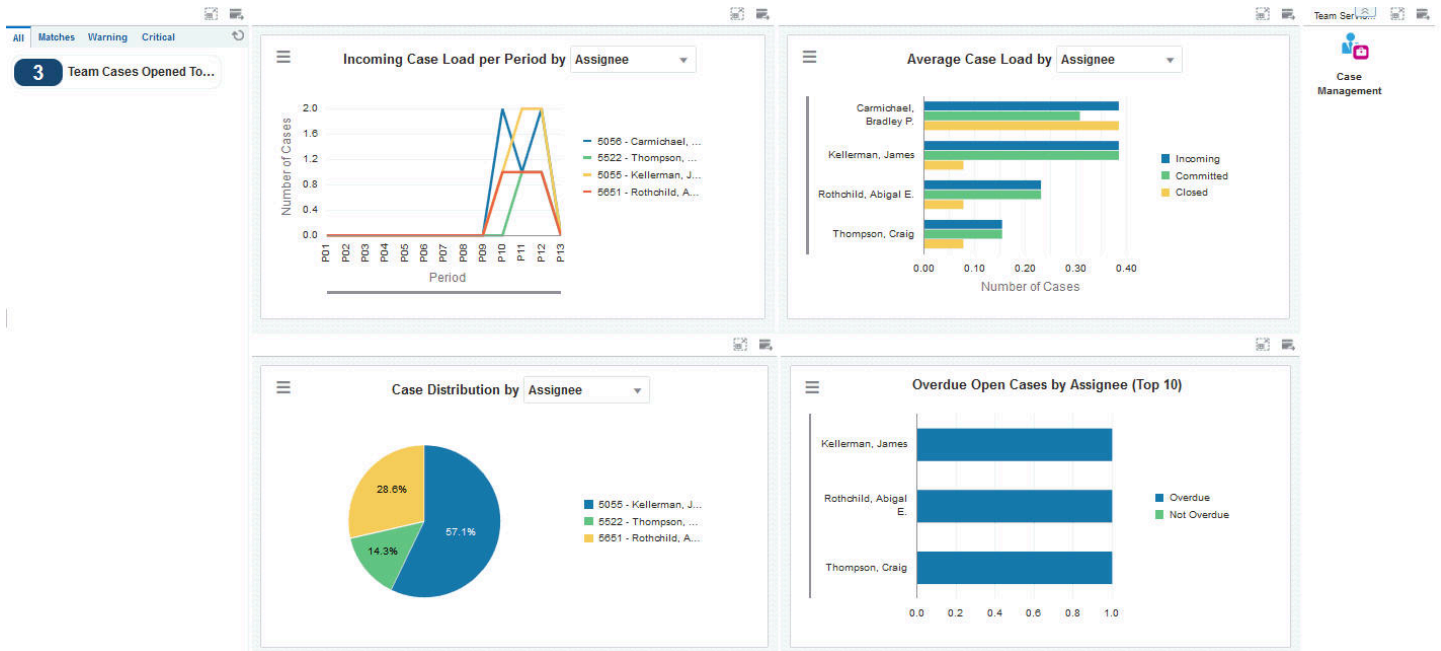 All Matches Warning Critical
3 Team Cases Opened To...
Incoming Case Load per Period by Assignee
Number of Cases
2.0
1.6
1.2
0.8
0.4
0.0
P01 P02 P03 P04 P05 P06 P07 P08 P09 P10 P11 P12 P13
Period
5056 - Carmichael, ...
5522 - Thompson, ...
5055 - Kellerman, J...
5651 - Rothchild, A...
Average Case Load by Assignee
Carmichael,
Bradley P.
Kellerman, James
Rothchild, Abigal E.
Thompson, Craig
0.00 0.10 0.20 0.30 0.40
Number of Cases
Incoming
Committed
Closed
Team
Case
Management
Case Distribution by Assignee
28.6%
57.1%
14.3%
5055 - Kellerman, J...
5522 - Thompson, ...
5651 - Rothchild, A...
Overdue Open Cases by Assignee (Top 10)
Kellerman, James
Rothchild, Abigal
E.
Thompson, Craig
0.0 0.2 0.4 0.6 0.8 1.0
Overdue
Not Overdue